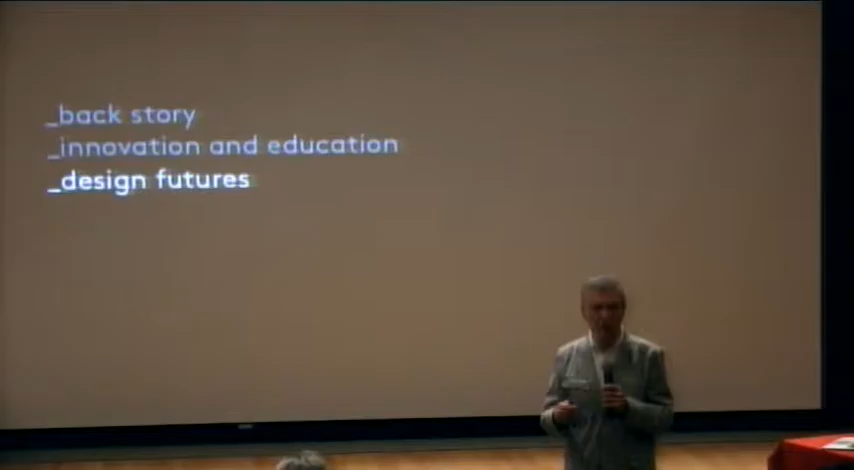 _back story
_innovation and education
_design futures